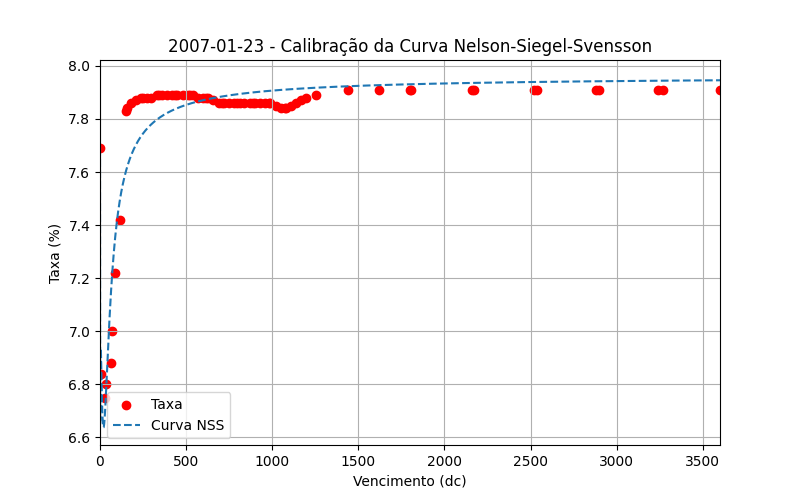 2007-01-23 - Calibração da Curva Nelson-Siegel-Svensson
8.0
7.8
7.6
7.4
7.2
7.0
6.8
6.6
Taxa (%)
Taxa
Curva NSS
0 500 1000 1500 2000 2500 3000 3500
Vencimento (dc)